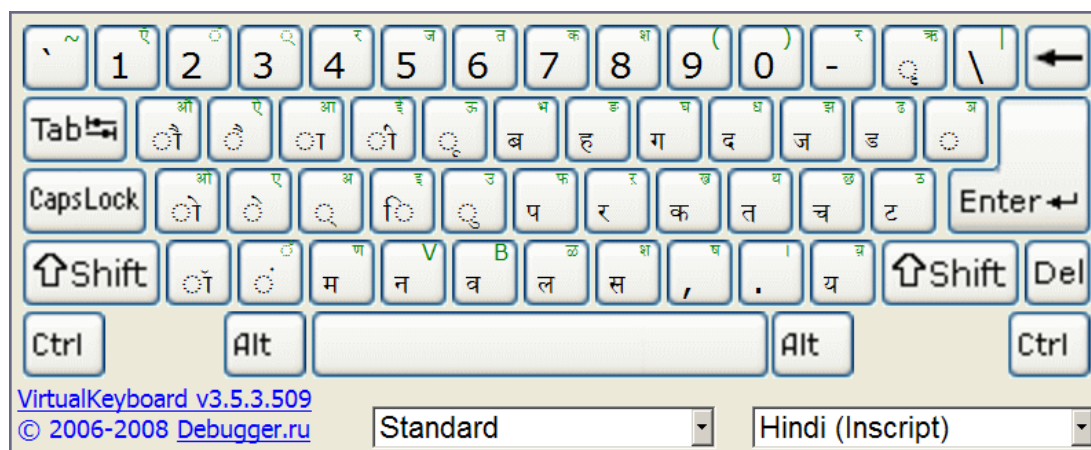 ` ~ 1 ऍ 2 ॅ 3 ् 4 र 5 ज 6 त 7 क 8 श 9 ( 0 ) - र ृ ऋ \ |
Tab ौ औ ै ऐ ा आ ी ई ू ऊ ब भ ह ङ ग घ द ध ज झ ड ढ ़ ञ
CapsLock ो ओ े ए ् अ ि इ ु उ प फ र ऱ क ख त थ च छ ट ठ Enter
Shift ॉ ं ँ म ण न V व B ल ळ स श , ष . । य य़ Shift Del
Ctrl Alt Alt Ctrl
VirtualKeyboard v3.5.3.509
© 2006-2008 Debugger.ru Standard Hindi (Inscript)